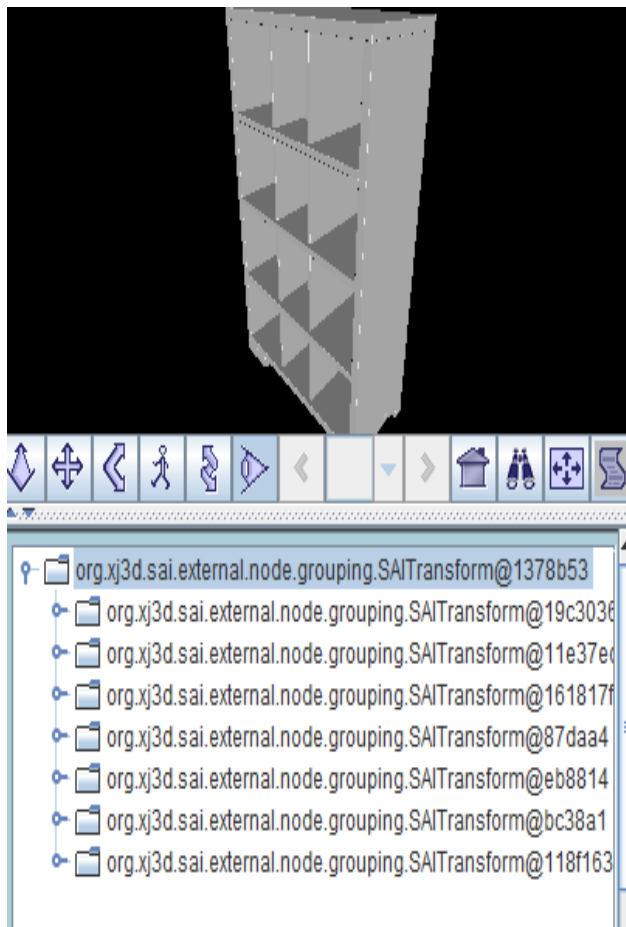 org.xj3d.sai.external.node.grouping.SAITransform@1378b53
org.xj3d.sai.external.node.grouping.SAITransform@19c3036
org.xj3d.sai.external.node.grouping.SAITransform@11e37ec
org.xj3d.sai.external.node.grouping.SAITransform@161817f
org.xj3d.sai.external.node.grouping.SAITransform@87daa4
org.xj3d.sai.external.node.grouping.SAITransform@eb8814
org.xj3d.sai.external.node.grouping.SAITransform@bc38a1
org.xj3d.sai.external.node.grouping.SAITransform@118f163